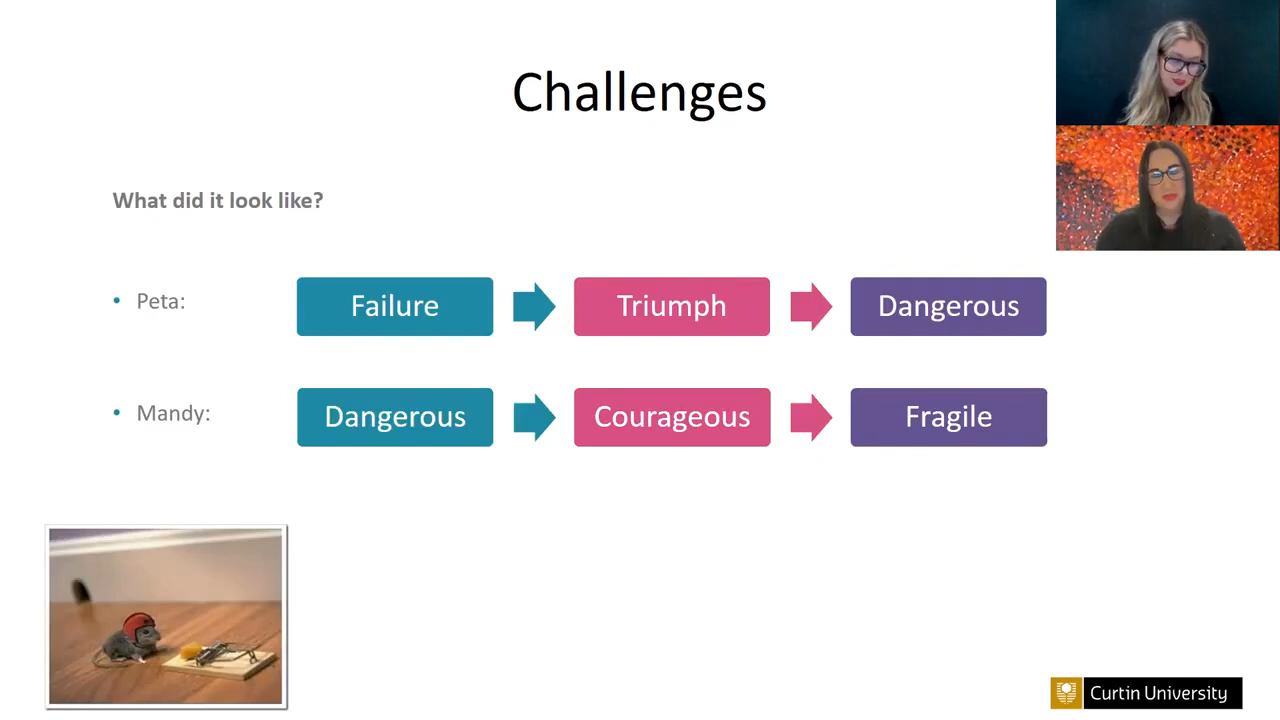 Challenges
What did it look like?
• Peta:
Failure
Triumph
Dangerous
• Mandy:
Dangerous
Courageous
Fragile
Curtin University